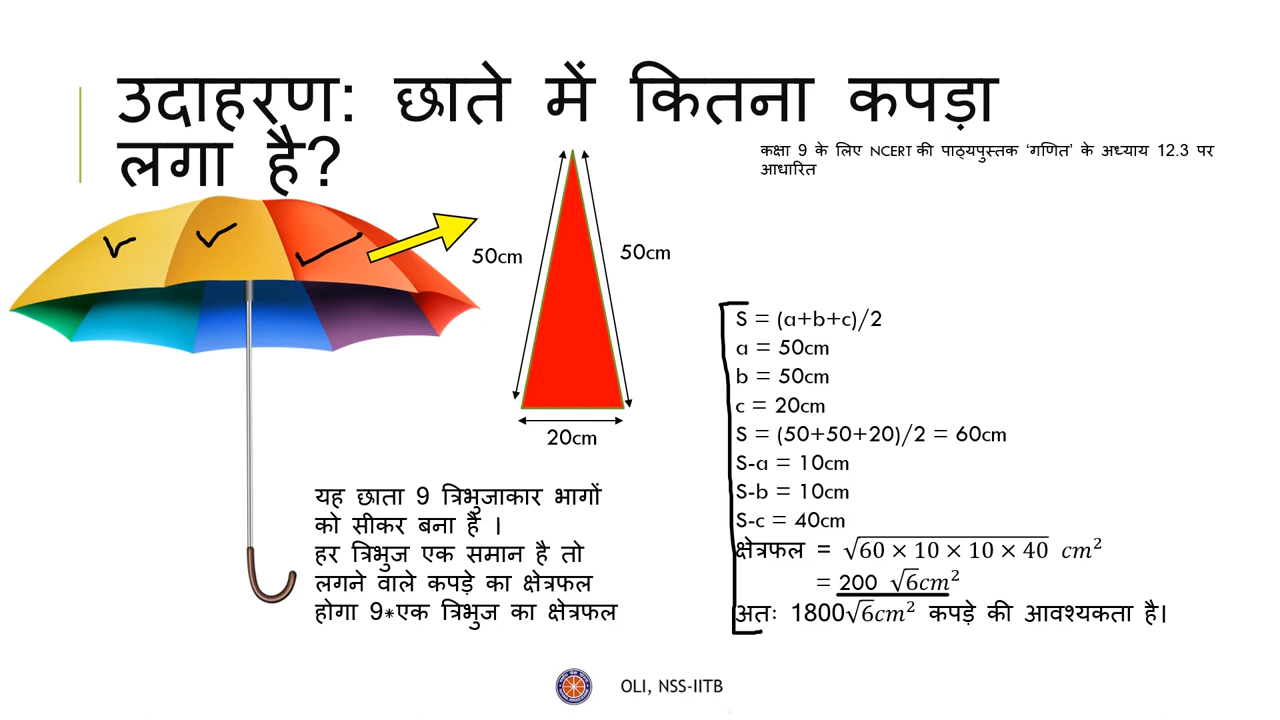 उदाहरण: छाते में कितना कपड़ा
लगा है?
कक्षा 9 के लिए NCERT की पाठ्यपुस्तक ‘गणित’ के अध्याय 12.3 पर
आधारित
50cm
50cm
20cm
यह छाता 9 त्रिभुजाकार भागों
को सीकर बना है ।
हर त्रिभुज एक समान है तो
लगने वाले कपड़े का क्षेत्रफल
होगा 9*एक त्रिभुज का क्षेत्रफल
S = (a+b+c)/2
a = 50cm
b = 50cm
c = 20cm
S = (50+50+20)/2 = 60cm
S-a = 10cm
S-b = 10cm
S-c = 40cm
क्षेत्रफल = √60 × 10 × 10 × 40 cm²
= 200 √6cm²
अतः 1800√6cm² कपड़े की आवश्यकता है।
OLI, NSS-IITB